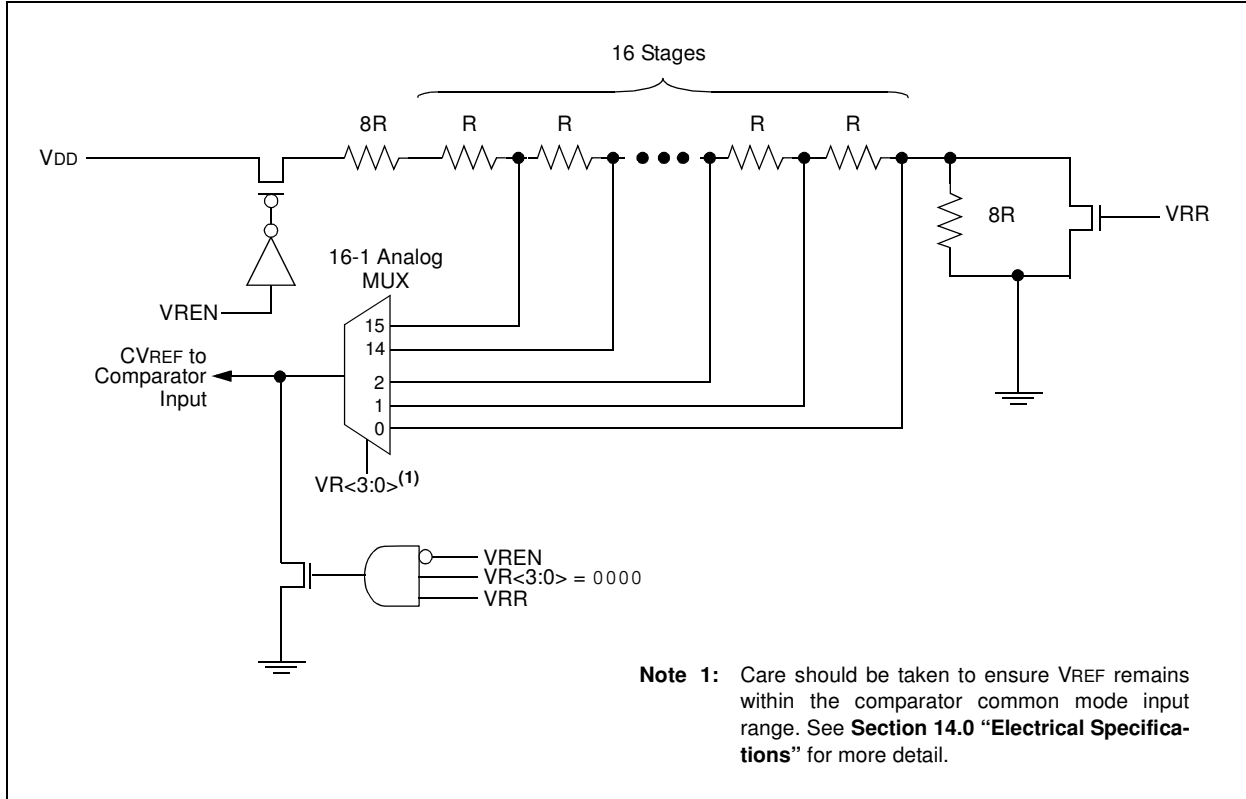 16 Stages
8R
R
R
R
R
VDD
8R
VRR
16-1 Analog
MUX
VREN
15
14
2
1
0
CVREF to
Comparator
Input
VR<3:0>(1)
VREN
VR<3:0> = 0000
VRR
Note 1: Care should be taken to ensure VREF remains
within the comparator common mode input
range. See Section 14.0 “Electrical Specifica-
tions” for more detail.